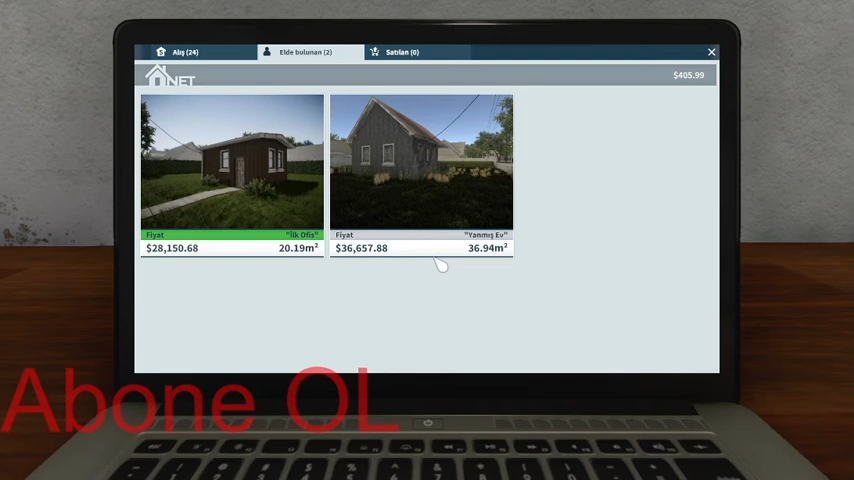 Alış (24)
Elde bulunan (2)
Satılan (0)
NET
$405.99
Fiyat
"İlk Ofis"
$28,150.68
20.19m²
Fiyat
"Yanmış Ev"
$36,657.88
36.94m²
Abone OL